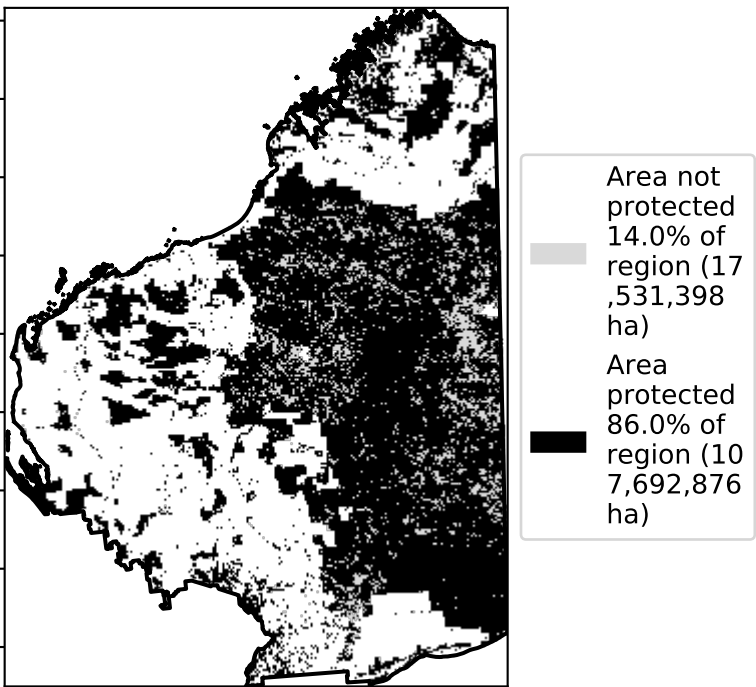 Area not
protected
14.0% of
region (17
,531,398
ha)
Area
protected
86.0% of
region (10
7,692,876
ha)